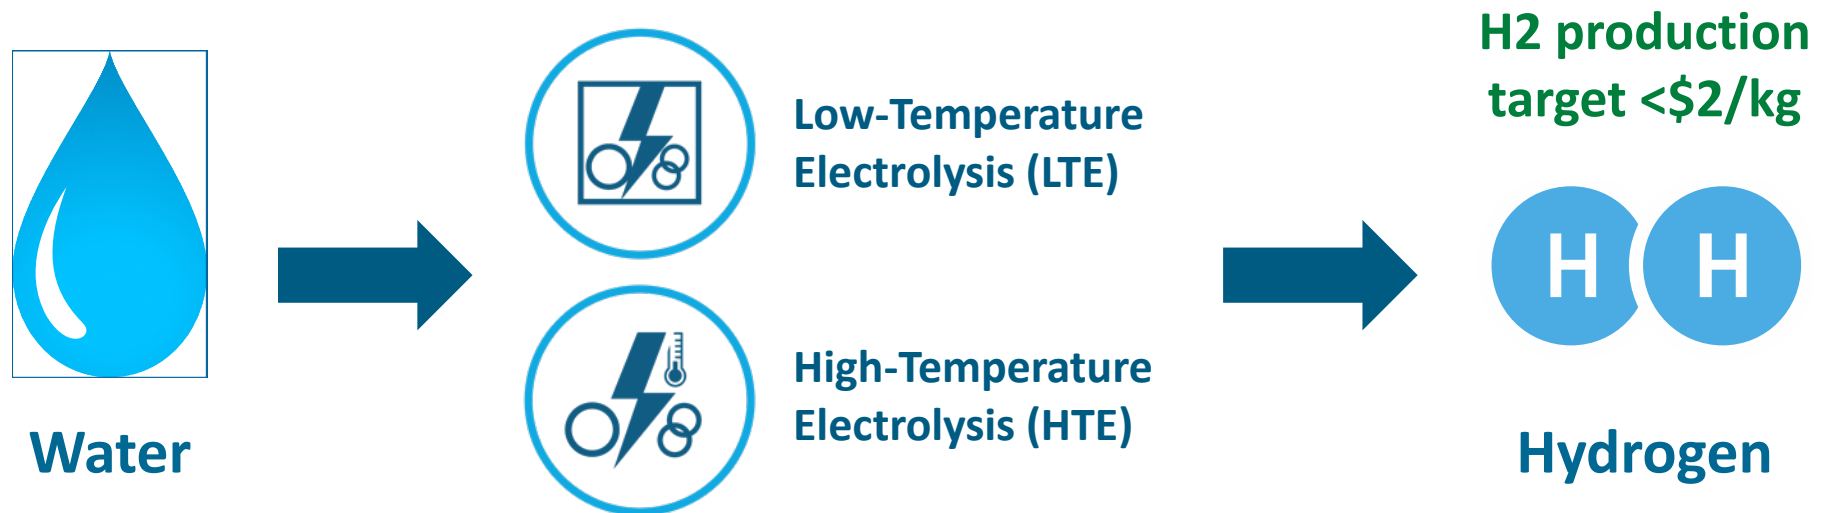 Water
Low-Temperature
Electrolysis (LTE)
High-Temperature
Electrolysis (HTE)
H2 production
target <$2/kg
H H
Hydrogen